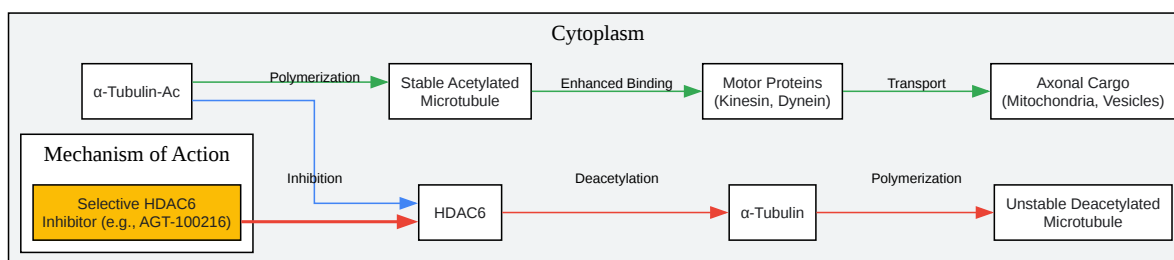 Cytoplasm
α-Tubulin-Ac
Polymerization
Stable Acetylated
Microtubule
Enhanced Binding
Motor Proteins
(Kinesin, Dynein)
Transport
Axonal Cargo
(Mitochondria, Vesicles)
Mechanism of Action
Selective HDAC6
Inhibitor (e.g., AGT-100216)
Inhibition
HDAC6
Deacetylation
α-Tubulin
Polymerization
Unstable Deacetylated
Microtubule